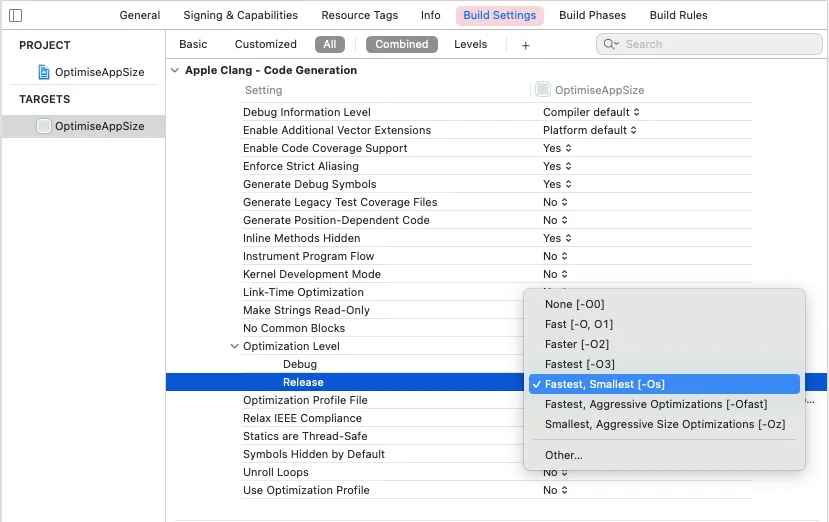 General Signing & Capabilities Resource Tags Info Build Settings Build Phases Build Rules
PROJECT
OptimiseAppSize
TARGETS
OptimiseAppSize
Basic Customized All Combined Levels + Search
Apple Clang - Code Generation
Setting OptimiseAppSize
Debug Information Level Compiler default
Enable Additional Vector Extensions Platform default
Enable Code Coverage Support Yes
Enforce Strict Aliasing Yes
Generate Debug Symbols Yes
Generate Legacy Test Coverage Files No
Generate Position-Dependent Code No
Inline Methods Hidden Yes
Instrument Program Flow No
Kernel Development Mode No
Link-Time Optimization
Make Strings Read-Only
No Common Blocks
Optimization Level
Debug
Release
Optimization Profile File
Relax IEEE Compliance
Statics are Thread-Safe
Symbols Hidden by Default
Unroll Loops No
Use Optimization Profile No
None [-O0]
Fast [-O, O1]
Faster [-O2]
Fastest [-O3]
✓ Fastest, Smallest [-Os]
Fastest, Aggressive Optimizations [-Ofast]
Smallest, Aggressive Size Optimizations [-Oz]
Other...